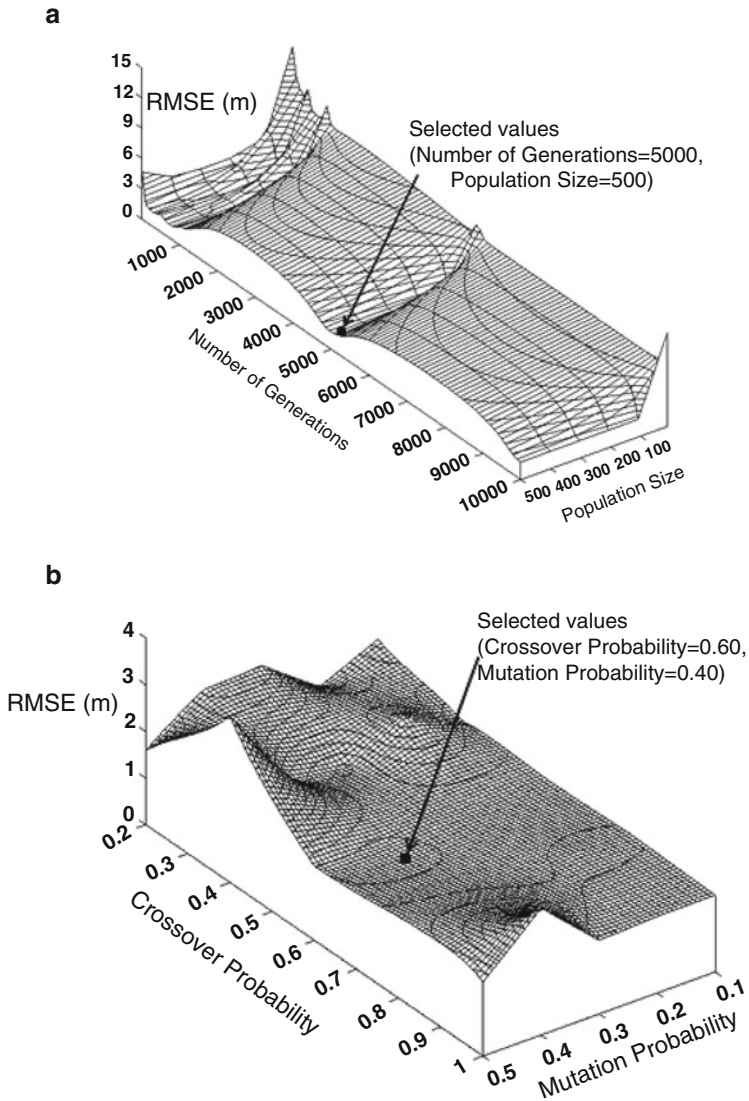 a
15
12
9
6
3
0
RMSE (m)
Selected values
(Number of Generations=5000,
Population Size=500)
1000
2000
3000
4000
5000
6000
7000
8000
9000
10000
Number of Generations
500 400 300 200 100
Population Size
b
4
3
2
1
0
RMSE (m)
Selected values
(Crossover Probability=0.60,
Mutation Probability=0.40)
0.2
0.3
0.4
0.5
0.6
0.7
0.8
0.9
1
Crossover Probability
0.5 0.4 0.3 0.2 0.1
Mutation Probability